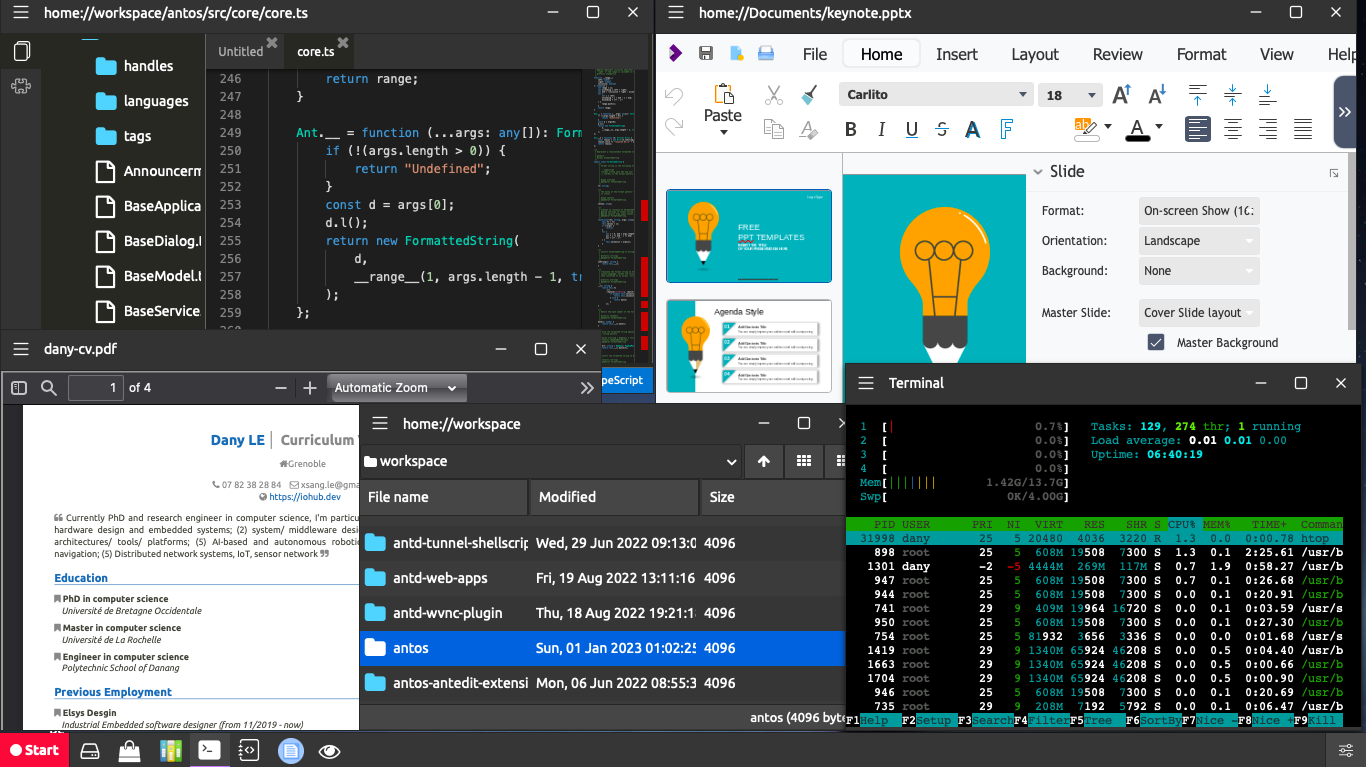 home://workspace/antos/src/core/core.ts
Untitled
core.ts
handles
languages
tags
Announcem
BaseApplica
BaseDialog.
BaseModel.t
BaseService.
246 return range;
247 }
248
249 Ant.__ = function (...args: any[]): Form
250 if (!(args.length > 0)) {
251 return "Undefined";
252 }
253 const d = args[0];
254 d.l();
255 return new FormattedString(
256 d,
257 __range__(1, args.length - 1, tr
258 );
259 };
peScript
home://Documents/keynote.pptx
File Home Insert Layout Review Format View Help
Paste
Carlito
18
FREE
PPT TEMPLATES
Agenda Style
Slide
Format: On-screen Show (16:
Orientation: Landscape
Background: None
Master Slide: Cover Slide layout
Master Background
dany-cv.pdf
1 of 4
Automatic Zoom
Dany LE | Curriculum
Grenoble
07 82 38 28 84 xsang.le@gma
https://iohub.dev
Currently PhD and research engineer in computer science, I'm particu
hardware design and embedded systems; (2) system/ middleware desi
architectures/ tools/ platforms; (5) AI-based and autonomous roboti
navigation; (5) Distributed network systems, IoT, sensor network
Education
PhD in computer science
Université de Bretagne Occidentale
Master in computer science
Université de La Rochelle
Engineer in computer science
Polytechnic School of Danang
Previous Employment
Elsys Desgin
Industrial Embedded software designer (from 11/2019 - now)
home://workspace
workspace
File name Modified Size
antd-tunnel-shellscrip Wed, 29 Jun 2022 09:13:0 4096
antd-web-apps Fri, 19 Aug 2022 13:11:16 4096
antd-wvnc-plugin Thu, 18 Aug 2022 19:21:1 4096
antos Sun, 01 Jan 2023 01:02:25 4096
antos-antedit-extensi Mon, 06 Jun 2022 08:55:3 4096
antos (4096 byte
Terminal
1 [| 0.7%] Tasks: 129, 274 thr; 1 running
2 [ 0.0%] Load average: 0.01 0.01 0.00
3 [ 0.0%] Uptime: 06:40:19
4 [ 0.0%]
Mem[||||||| 1.42G/13.7G]
Swp[ 0K/4.00G]
PID USER PRI NI VIRT RES SHR S CPU% MEM% TIME+ Comman
31998 dany 25 5 20480 4036 3220 R 1.3 0.0 0:00.78 htop
898 root 25 5 608M 19508 7300 S 1.3 0.1 2:25.61 /usr/b
1301 dany -2 -5 4444M 269M 117M S 0.7 1.9 0:58.27 /usr/b
947 root 25 5 608M 19508 7300 S 0.7 0.1 0:26.68 /usr/b
944 root 25 5 608M 19508 7300 S 0.0 0.1 0:20.91 /usr/b
741 root 29 9 409M 19964 16720 S 0.0 0.1 0:03.59 /usr/s
950 root 25 5 608M 19508 7300 S 0.0 0.1 0:27.30 /usr/b
754 root 25 5 81932 3656 3336 S 0.0 0.0 0:01.68 /usr/s
1419 root 29 9 1340M 65924 46208 S 0.0 0.5 0:04.40 /usr/b
1663 root 29 9 1340M 65924 46208 S 0.0 0.5 0:00.66 /usr/b
1704 root 29 9 1340M 65924 46208 S 0.0 0.5 0:00.90 /usr/b
946 root 25 5 608M 19508 7300 S 0.0 0.1 0:20.69 /usr/b
735 root 29 9 208M 7192 5792 S 0.0 0.1 0:06.47 /usr/b
F1Help F2Setup F3SearchF4FilterF5Tree F6SortByF7Nice -F8Nice +F9Kill
Start